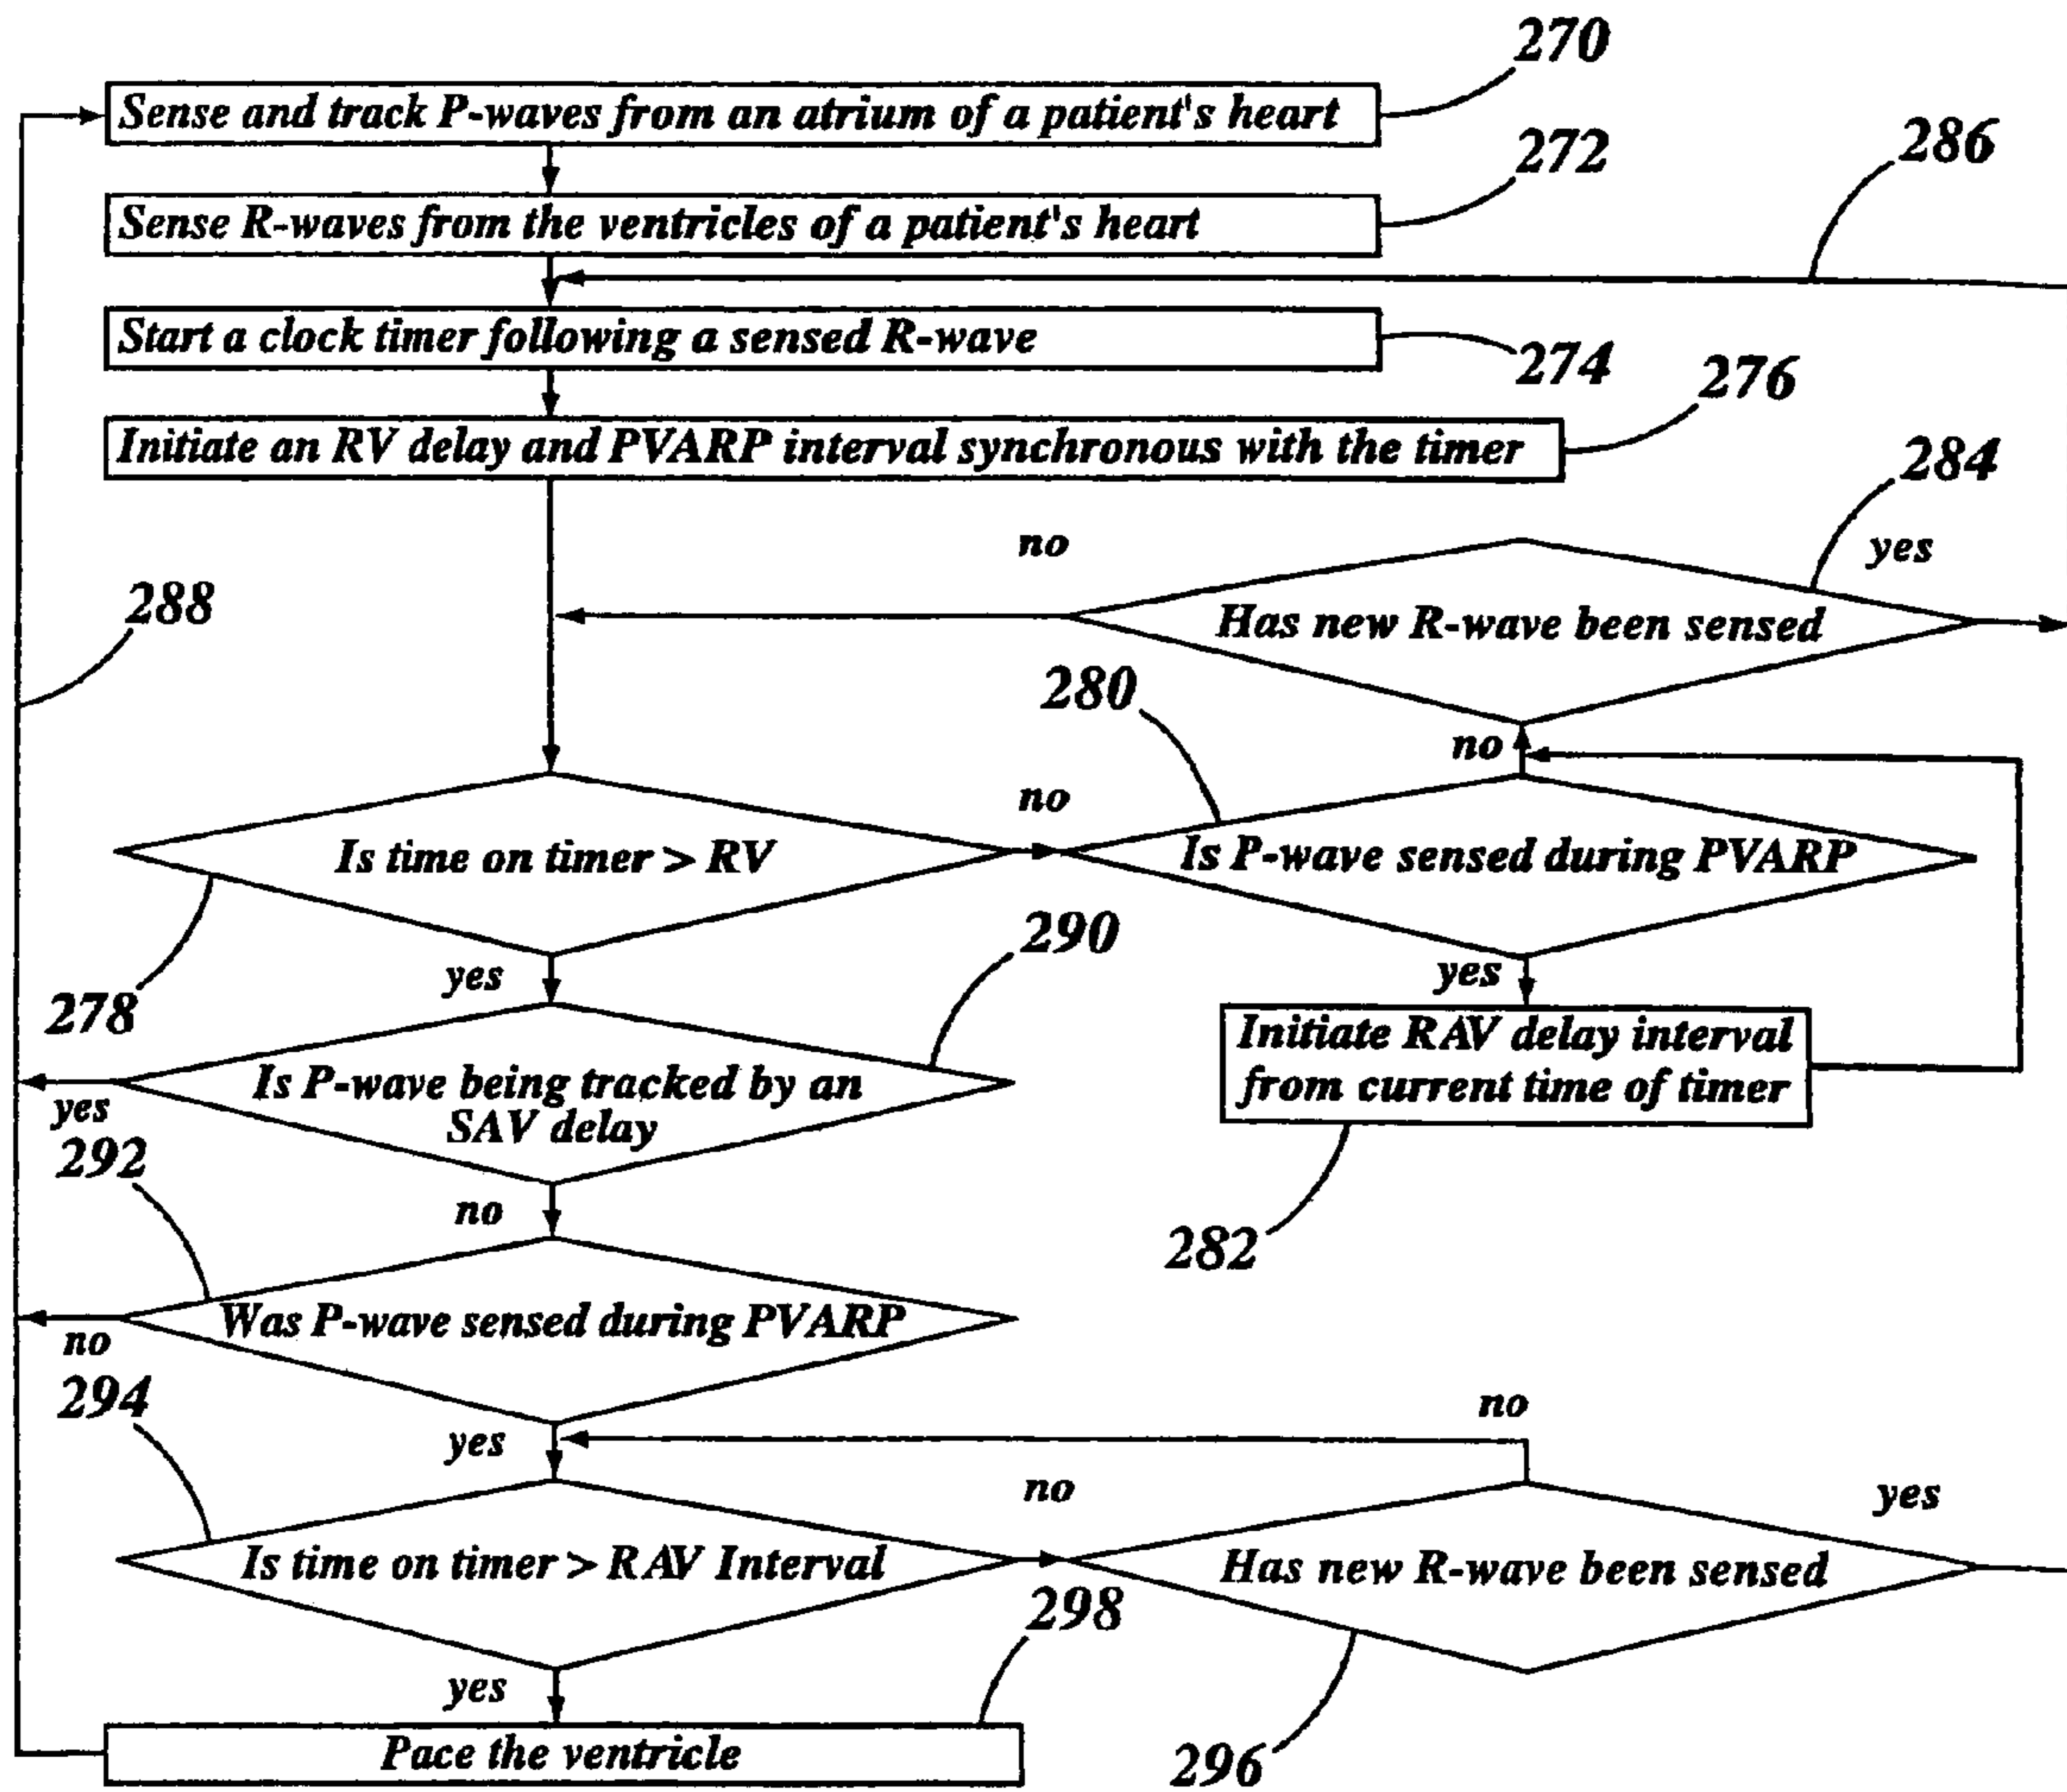 270
Sense and track P-waves from an atrium of a patient's heart
272
286
Sense R-waves from the ventricles of a patient's heart
Start a clock timer following a sensed R-wave
274
276
Initiate an RV delay and PVARP interval synchronous with the timer
284
no
yes
288
Has new R-wave been sensed
280
no
no
Is time on timer > RV
Is P-wave sensed during PVARP
290
yes
yes
278
Initiate RAV delay interval
from current time of timer
Is P-wave being tracked by an
SAV delay
yes
292
no
282
Was P-wave sensed during PVARP
no
294
no
yes
no
yes
Is time on timer > RAV Interval
Has new R-wave been sensed
298
yes
Pace the ventricle
296